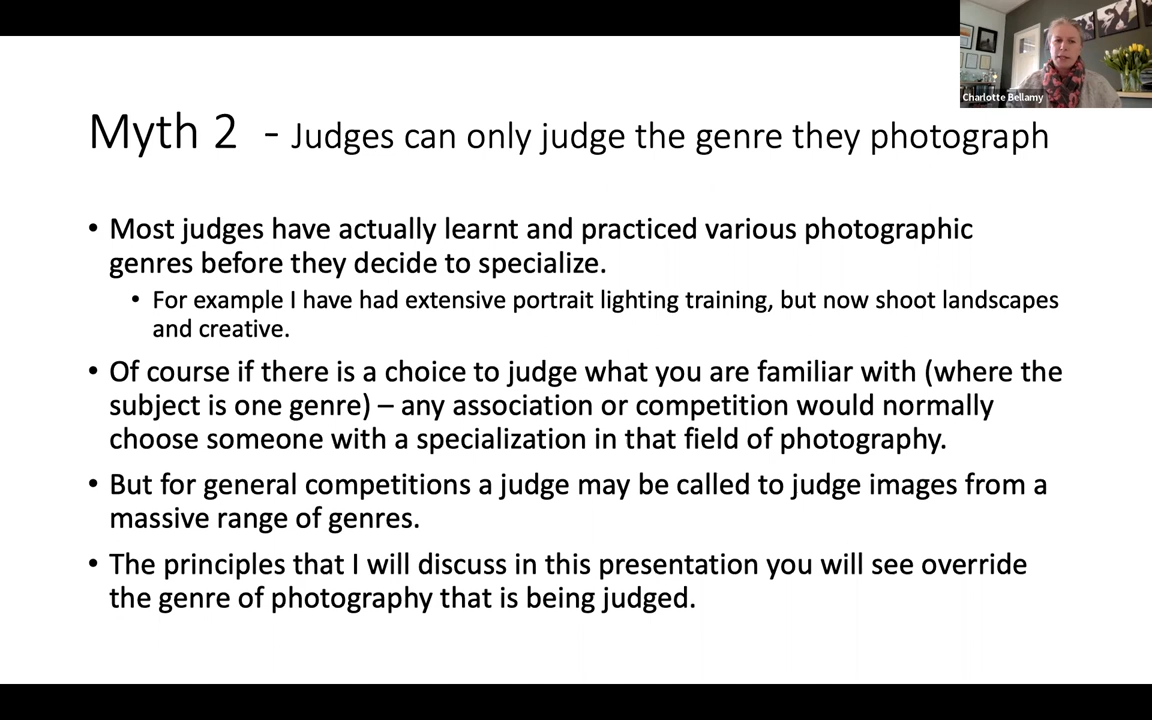 Charlotte Bellamy
Myth 2 - Judges can only judge the genre they photograph
• Most judges have actually learnt and practiced various photographic
genres before they decide to specialize.
• For example I have had extensive portrait lighting training, but now shoot landscapes
and creative.
• Of course if there is a choice to judge what you are familiar with (where the
subject is one genre) – any association or competition would normally
choose someone with a specialization in that field of photography.
• But for general competitions a judge may be called to judge images from a
massive range of genres.
• The principles that I will discuss in this presentation you will see override
the genre of photography that is being judged.